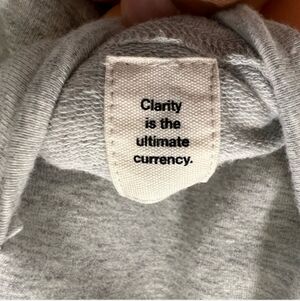 Clarity
is the
ultimate
currency.